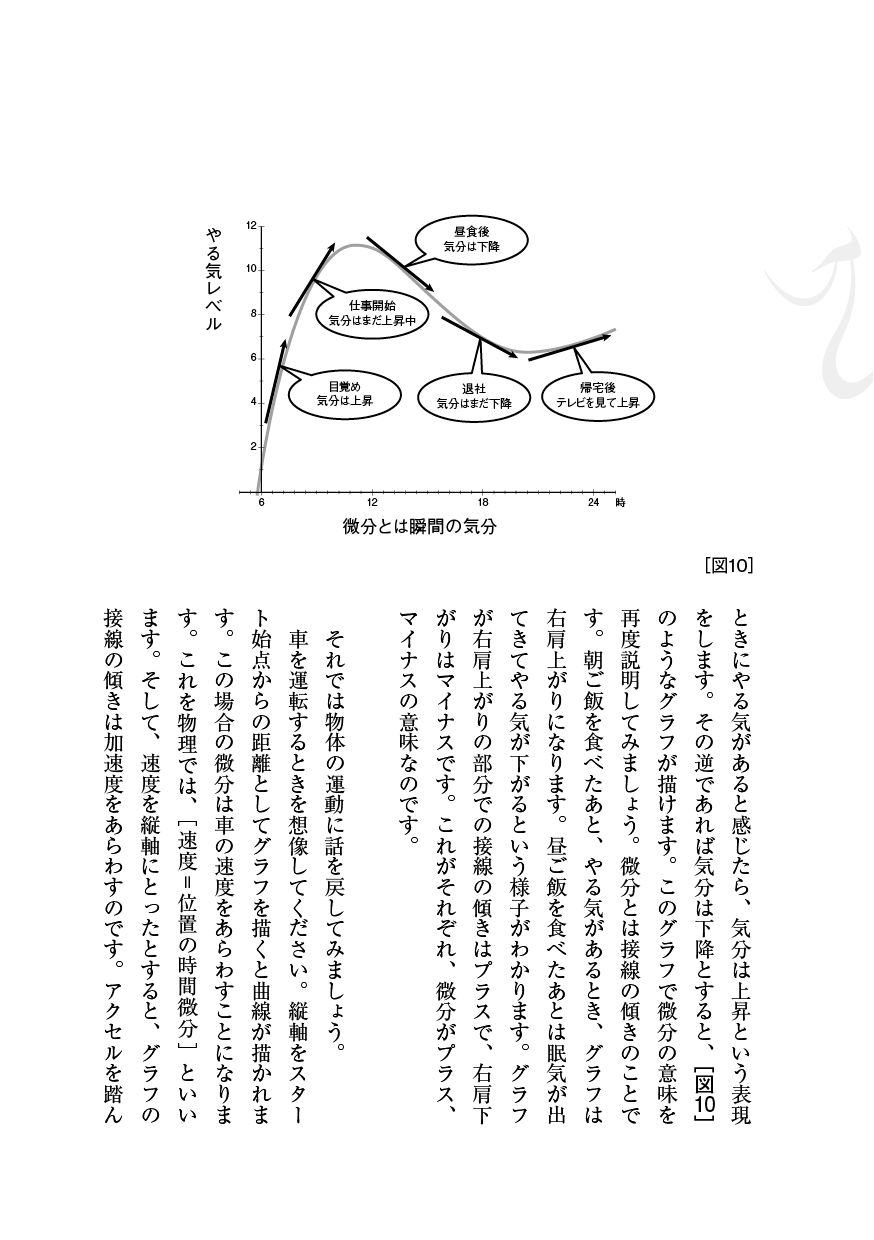 やる気レベル
12
10
8
6
4
2
6
12
18
24
時
昼食後
気分は下降
仕事開始
気分はまだ上昇中
目覚め
気分は上昇
退社
気分はまだ下降
帰宅後
テレビを見て上昇
微分とは瞬間の気分
［図10］
ときにやる気があると感じたら、気分は上昇という表現
をします。その逆であれば気分は下降とすると、［図10］
のようなグラフが描けます。このグラフで微分の意味を
再度説明してみましょう。微分とは接線の傾きのことで
す。朝ご飯を食べたあと、やる気があるとき、グラフは
右肩上がりになります。昼ご飯を食べたあとは眠気が出
てきてやる気が下がるという様子がわかります。グラフ
が右肩上がりの部分での接線の傾きはプラスで、右肩下
がりはマイナスです。これがそれぞれ、微分がプラス、
マイナスの意味なのです。
それでは物体の運動に話を戻してみましょう。
車を運転するときを想像してください。縦軸をスター
ト始点からの距離としてグラフを描くと曲線が描かれま
す。この場合の微分は車の速度をあらわすことになりま
す。これを物理では、［速度＝位置の時間微分］といい
ます。そして、速度を縦軸にとったとすると、グラフの
接線の傾きは加速度をあらわすのです。アクセルを踏ん